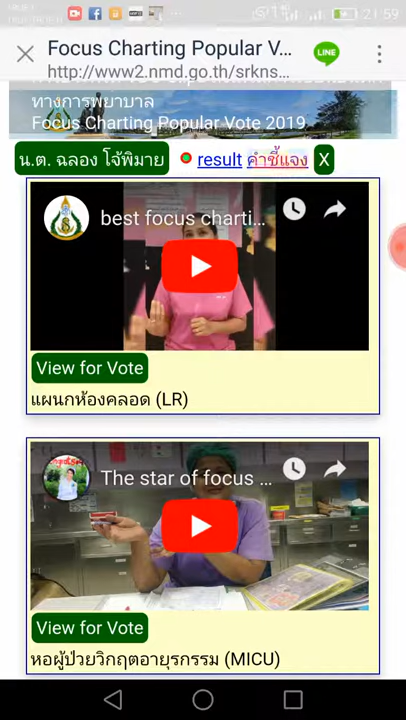 21:59
Focus Charting Popular V...
LINE
http://www2.nmd.go.th/srkns...
ทางการพยาบาล
Focus Charting Popular Vote 2019
น.ต. ฉลอง โจ้พิมาย
result คำชี้แจง X
best focus charti...
View for Vote
แผนกห้องคลอด (LR)
The star of focus ...
View for Vote
หอผู้ป่วยวิกฤตอายุรกรรม (MICU)